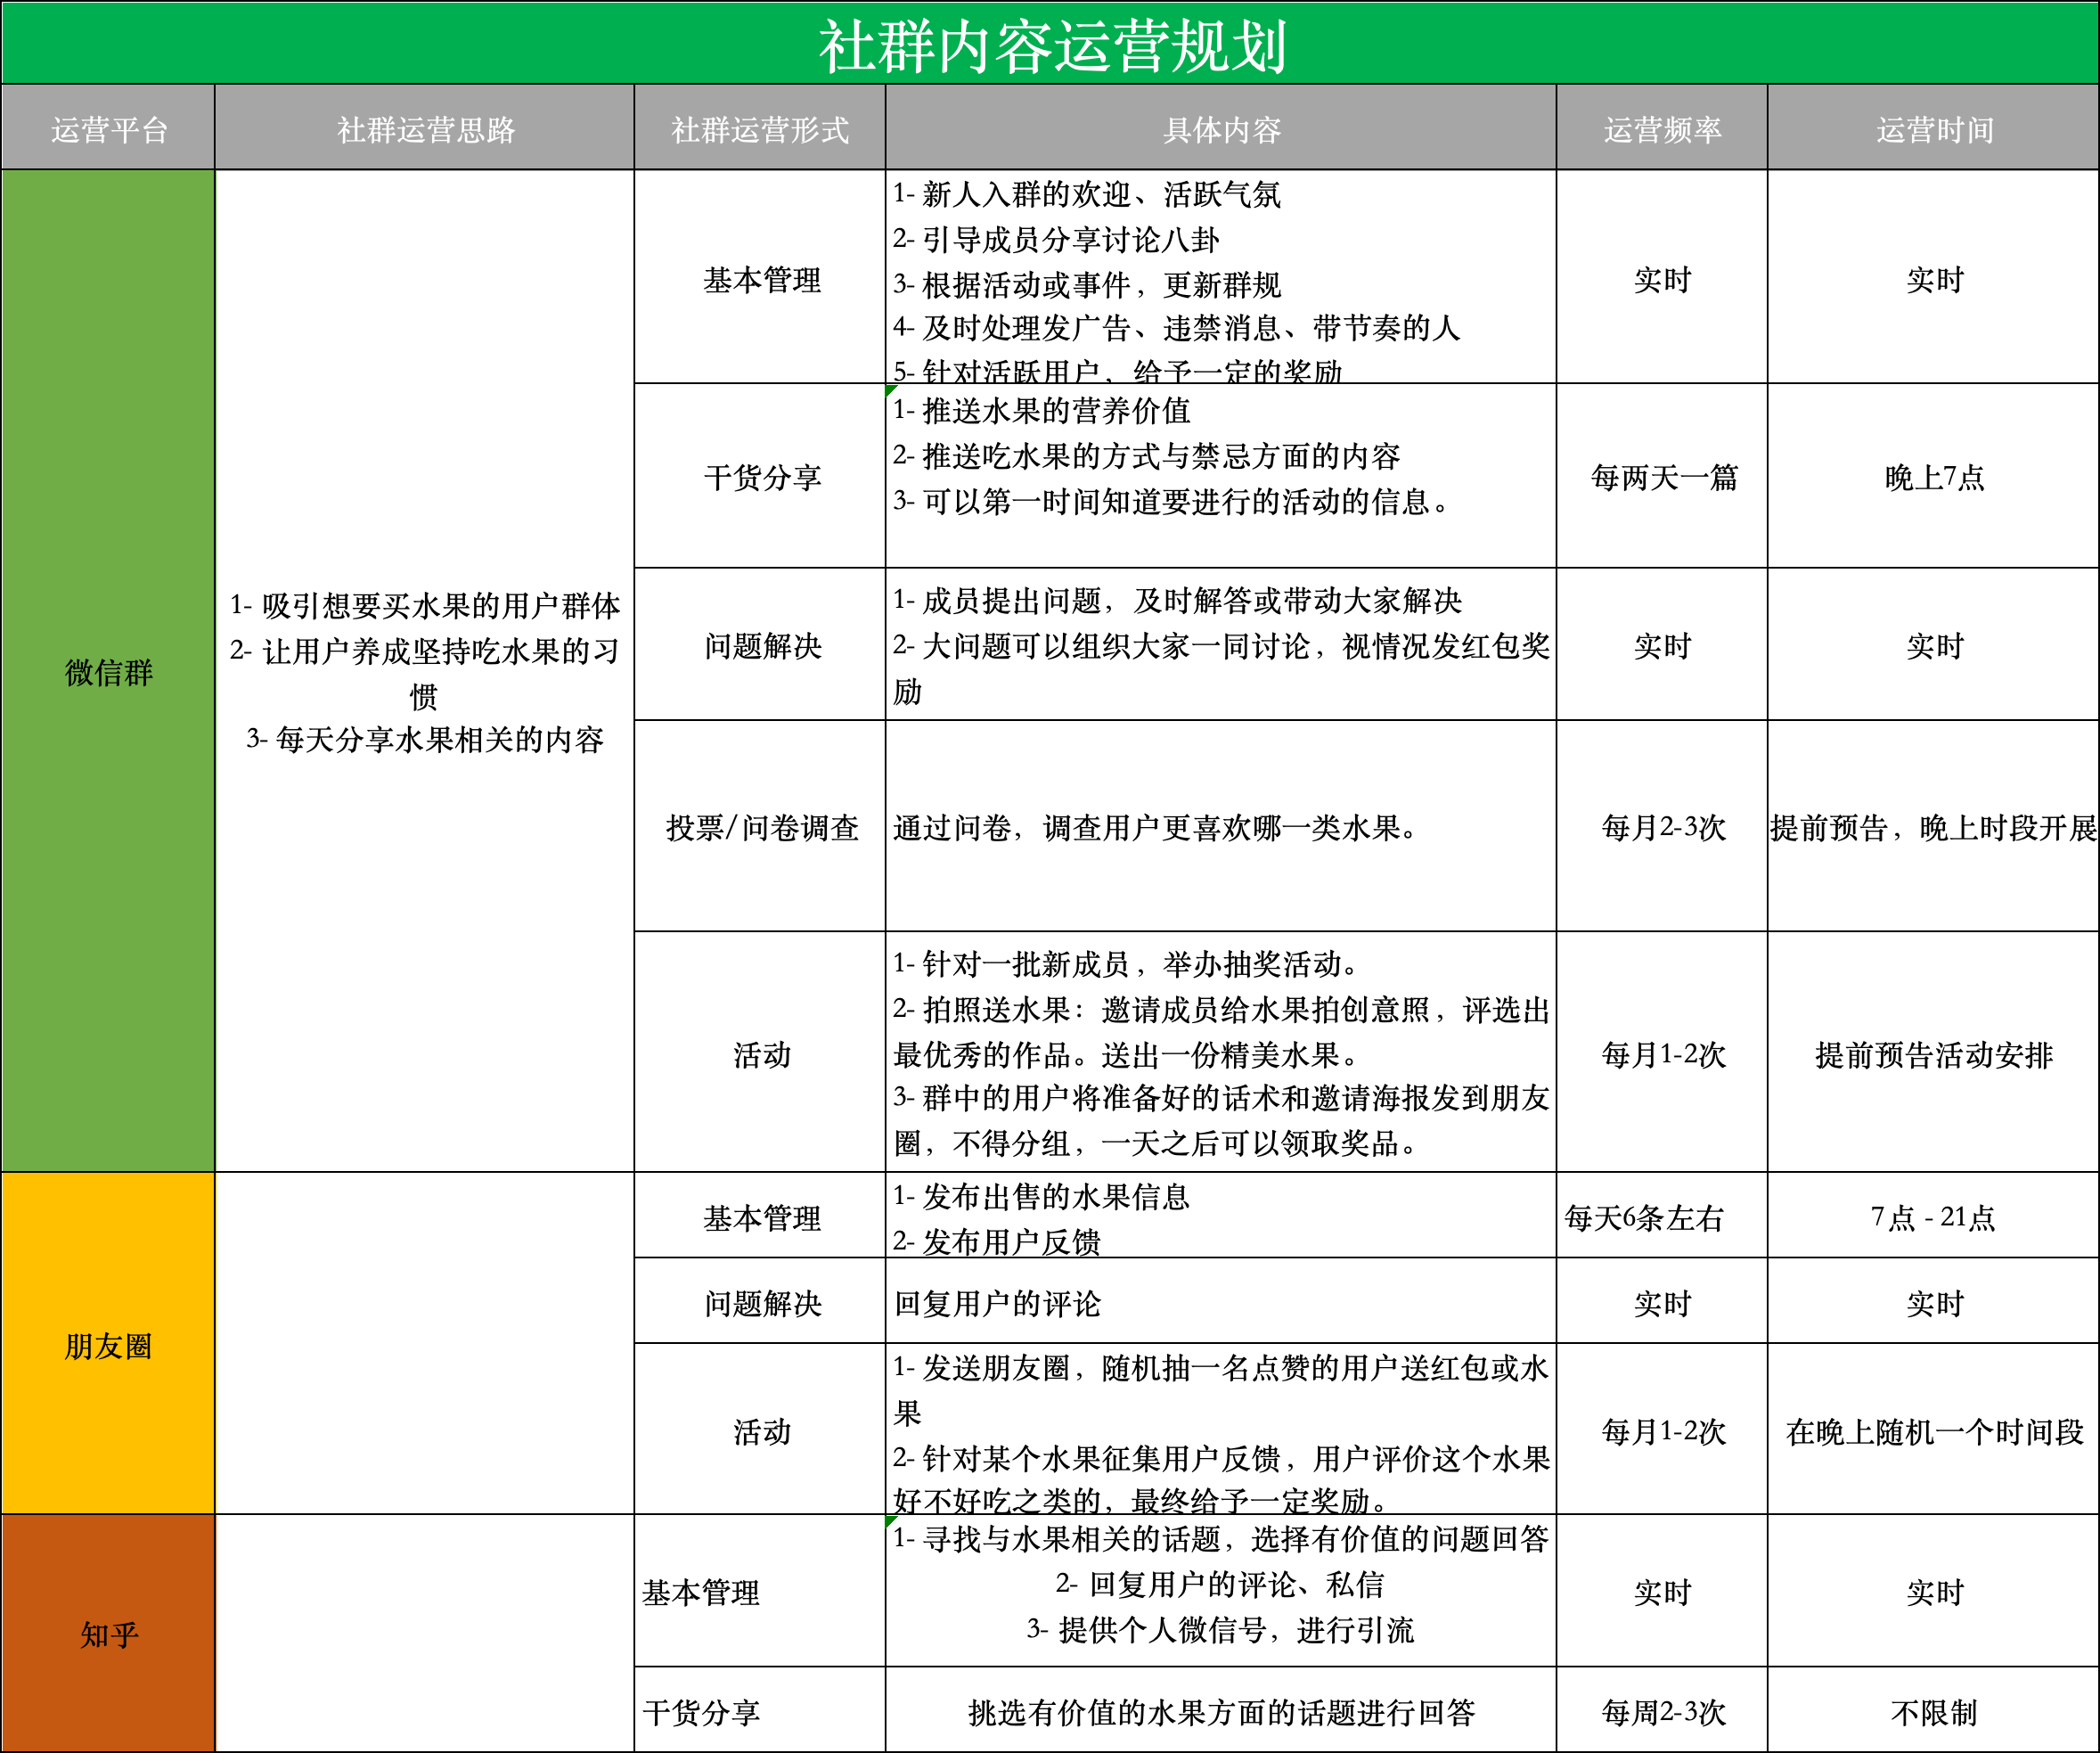 社群内容运营规划
运营平台
社群运营思路
社群运营形式
具体内容
运营频率
运营时间
微信群
1- 吸引想要买水果的用户群体
2- 让用户养成坚持吃水果的习
惯
3- 每天分享水果相关的内容
基本管理
1- 新人入群的欢迎、活跃气氛
2- 引导成员分享讨论八卦
3- 根据活动或事件，更新群规
4- 及时处理发广告、违禁消息、带节奏的人
5- 针对活跃用户，给予一定的奖励
实时
实时
干货分享
1- 推送水果的营养价值
2- 推送吃水果的方式与禁忌方面的内容
3- 可以第一时间知道要进行的活动的信息。
每两天一篇
晚上7点
问题解决
1- 成员提出问题，及时解答或带动大家解决
2- 大问题可以组织大家一同讨论，视情况发红包奖
励
实时
实时
投票/问卷调查
通过问卷，调查用户更喜欢哪一类水果。
每月2-3次
提前预告，晚上时段开展
活动
1- 针对一批新成员，举办抽奖活动。
2- 拍照送水果：邀请成员给水果拍创意照，评选出
最优秀的作品。送出一份精美水果。
3- 群中的用户将准备好的话术和邀请海报发到朋友
圈，不得分组，一天之后可以领取奖品。
每月1-2次
提前预告活动安排
朋友圈
基本管理
1- 发布出售的水果信息
2- 发布用户反馈
每天6条左右
7点 - 21点
问题解决
回复用户的评论
实时
实时
活动
1- 发送朋友圈，随机抽一名点赞的用户送红包或水
果
2- 针对某个水果征集用户反馈，用户评价这个水果
好不好吃之类的，最终给予一定奖励。
每月1-2次
在晚上随机一个时间段
知乎
基本管理
1- 寻找与水果相关的话题，选择有价值的问题回答
2- 回复用户的评论、私信
3- 提供个人微信号，进行引流
实时
实时
干货分享
挑选有价值的水果方面的话题进行回答
每周2-3次
不限制